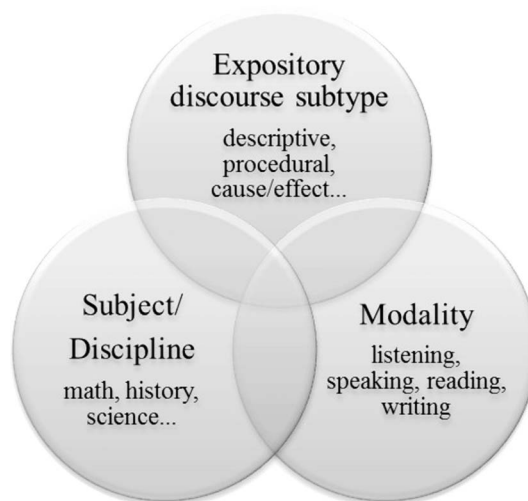 Expository
discourse subtype
descriptive,
procedural,
cause/effect...
Subject/
Discipline
math, history,
science...
Modality
listening,
speaking, reading,
writing